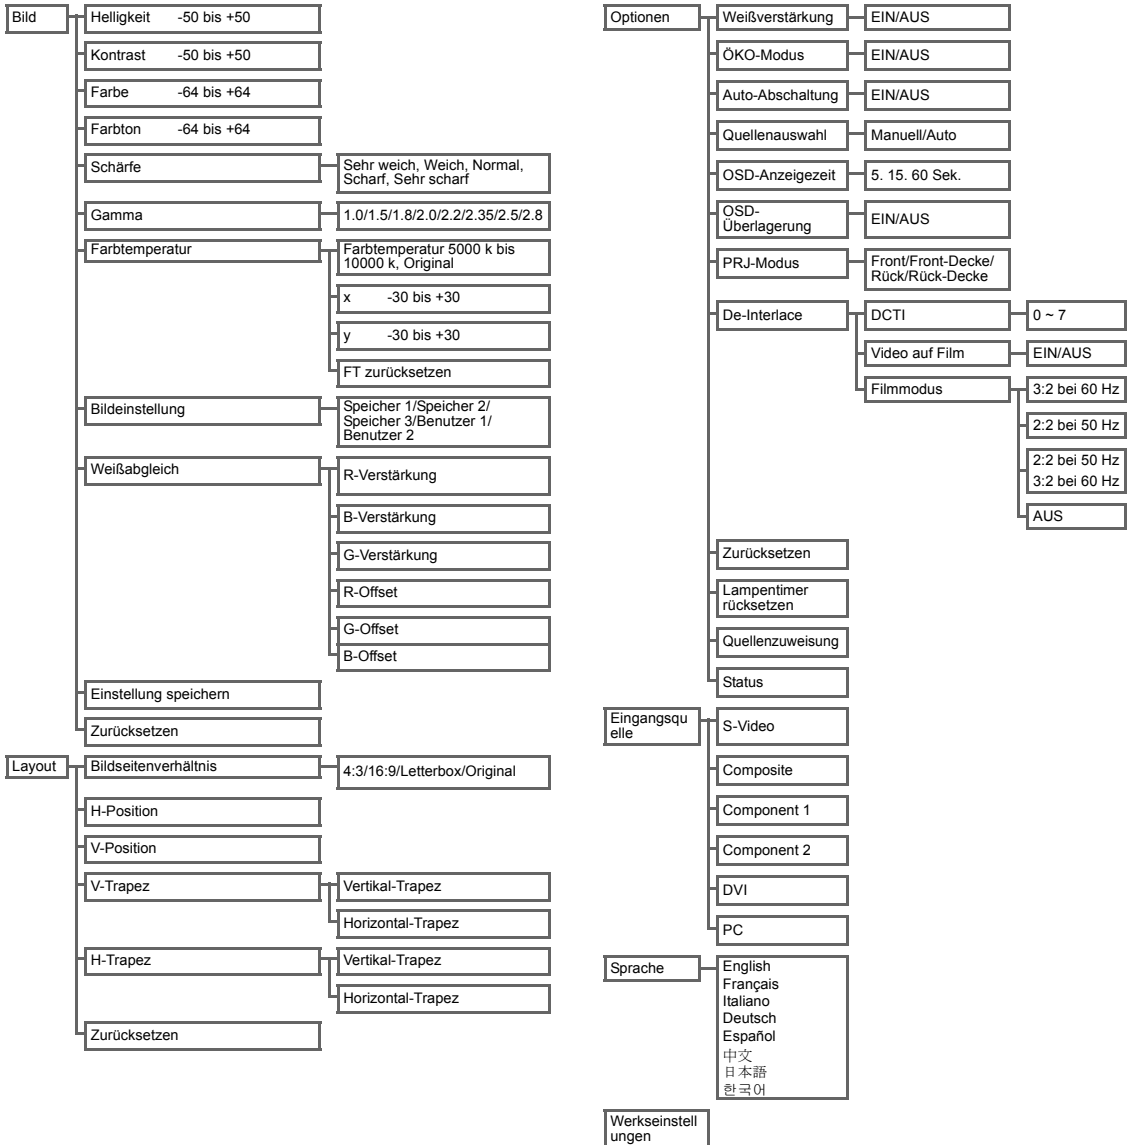 Bild
Helligkeit -50 bis +50
Kontrast -50 bis +50
Farbe -64 bis +64
Farbton -64 bis +64
Schärfe
Sehr weich, Weich, Normal,
Scharf, Sehr scharf
Gamma
1.0/1.5/1.8/2.0/2.2/2.35/2.5/2.8
Farbtemperatur
Farbtemperatur 5000 k bis
10000 k, Original
x -30 bis +30
y -30 bis +30
FT zurücksetzen
Bildeinstellung
Speicher 1/Speicher 2/
Speicher 3/Benutzer 1/
Benutzer 2
Weißabgleich
R-Verstärkung
B-Verstärkung
G-Verstärkung
R-Offset
G-Offset
B-Offset
Einstellung speichern
Zurücksetzen
Layout
Bildseitenverhältnis
4:3/16:9/Letterbox/Original
H-Position
V-Position
V-Trapez
Vertikal-Trapez
Horizontal-Trapez
H-Trapez
Vertikal-Trapez
Horizontal-Trapez
Zurücksetzen
Optionen
Weißverstärkung
EIN/AUS
ÖKO-Modus
EIN/AUS
Auto-Abschaltung
EIN/AUS
Quellenauswahl
Manuell/Auto
OSD-Anzeigezeit
5. 15. 60 Sek.
OSD-
Überlagerung
EIN/AUS
PRJ-Modus
Front/Front-Decke/
Rück/Rück-Decke
De-Interlace
DCTI
0 ~ 7
Video auf Film
EIN/AUS
Filmmodus
3:2 bei 60 Hz
2:2 bei 50 Hz
2:2 bei 50 Hz
3:2 bei 60 Hz
AUS
Zurücksetzen
Lampentimer
rücksetzen
Quellenzuweisung
Status
Eingangsqu
elle
S-Video
Composite
Component 1
Component 2
DVI
PC
Sprache
English
Français
Italiano
Deutsch
Español
中文
日本語
한국어
Werkseinstell
ungen